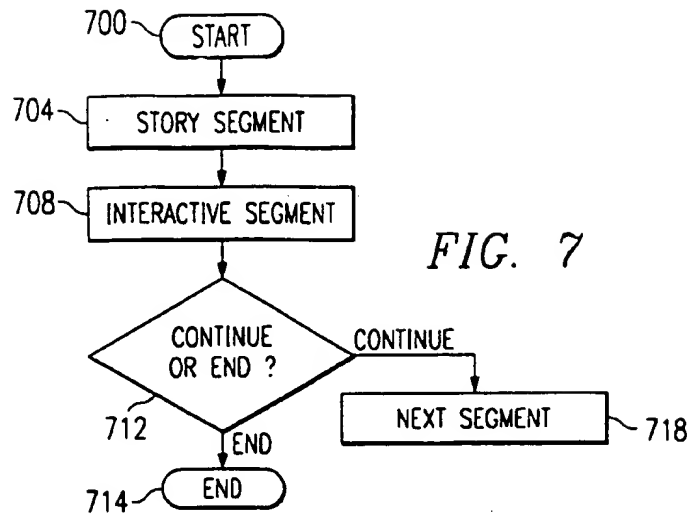 700
START
704
STORY SEGMENT
708
INTERACTIVE SEGMENT
FIG. 7
CONTINUE
OR END ?
CONTINUE
712
NEXT SEGMENT
718
END
714
END